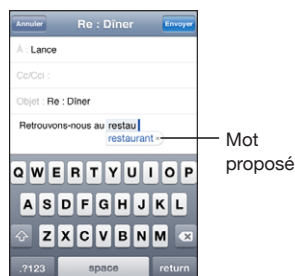 Annuler Re : Dîner Envoyer
À : Lance
Cc/Cci :
Objet : Re : Dîner
Retrouvons-nous au restau
restaurant ×
Mot
proposé
Q W E R T Y U I O P
A S D F G H J K L
Z X C V B N M
.?123 space return